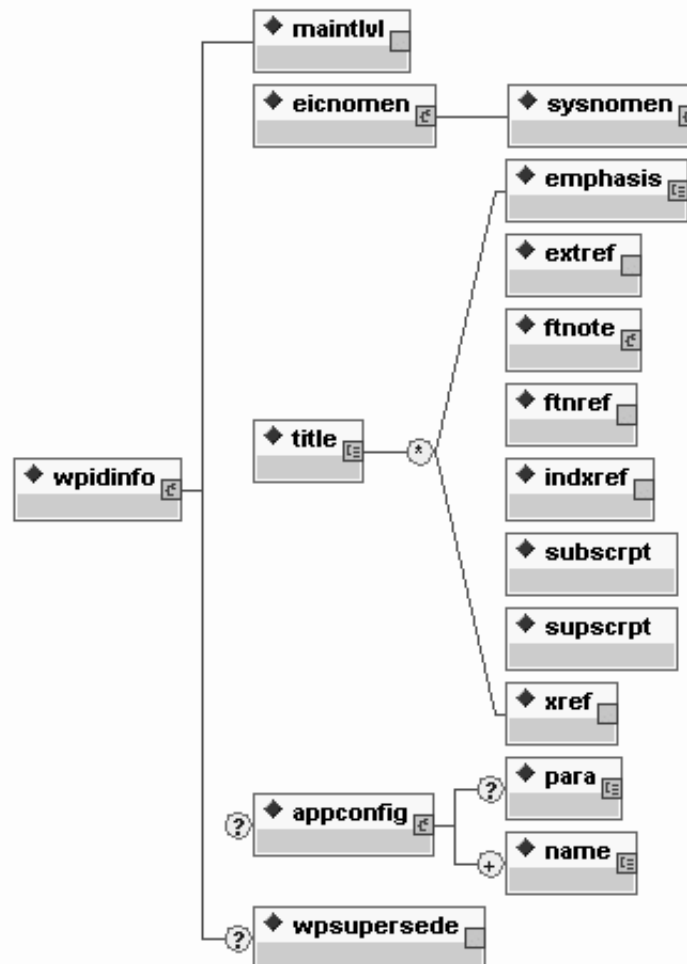 maintlvl
eicnomen
sysnomen
emphasis
extref
ftnote
title
*
ftnref
wpidinfo
indxref
subscrpt
supscrpt
xref
?
appconfig
?
para
+
name
?
wpsupersede